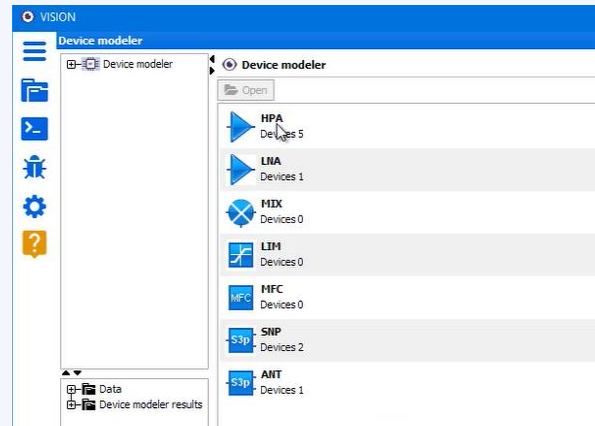 VISION
Device modeler
Device modeler
Device modeler
Open
HPA
Devices 5
LNA
Devices 1
MIX
Devices 0
LIM
Devices 0
MFC
MFC
Devices 0
S3p
SNP
Devices 2
S3p
ANT
Devices 1
Data
Device modeler results